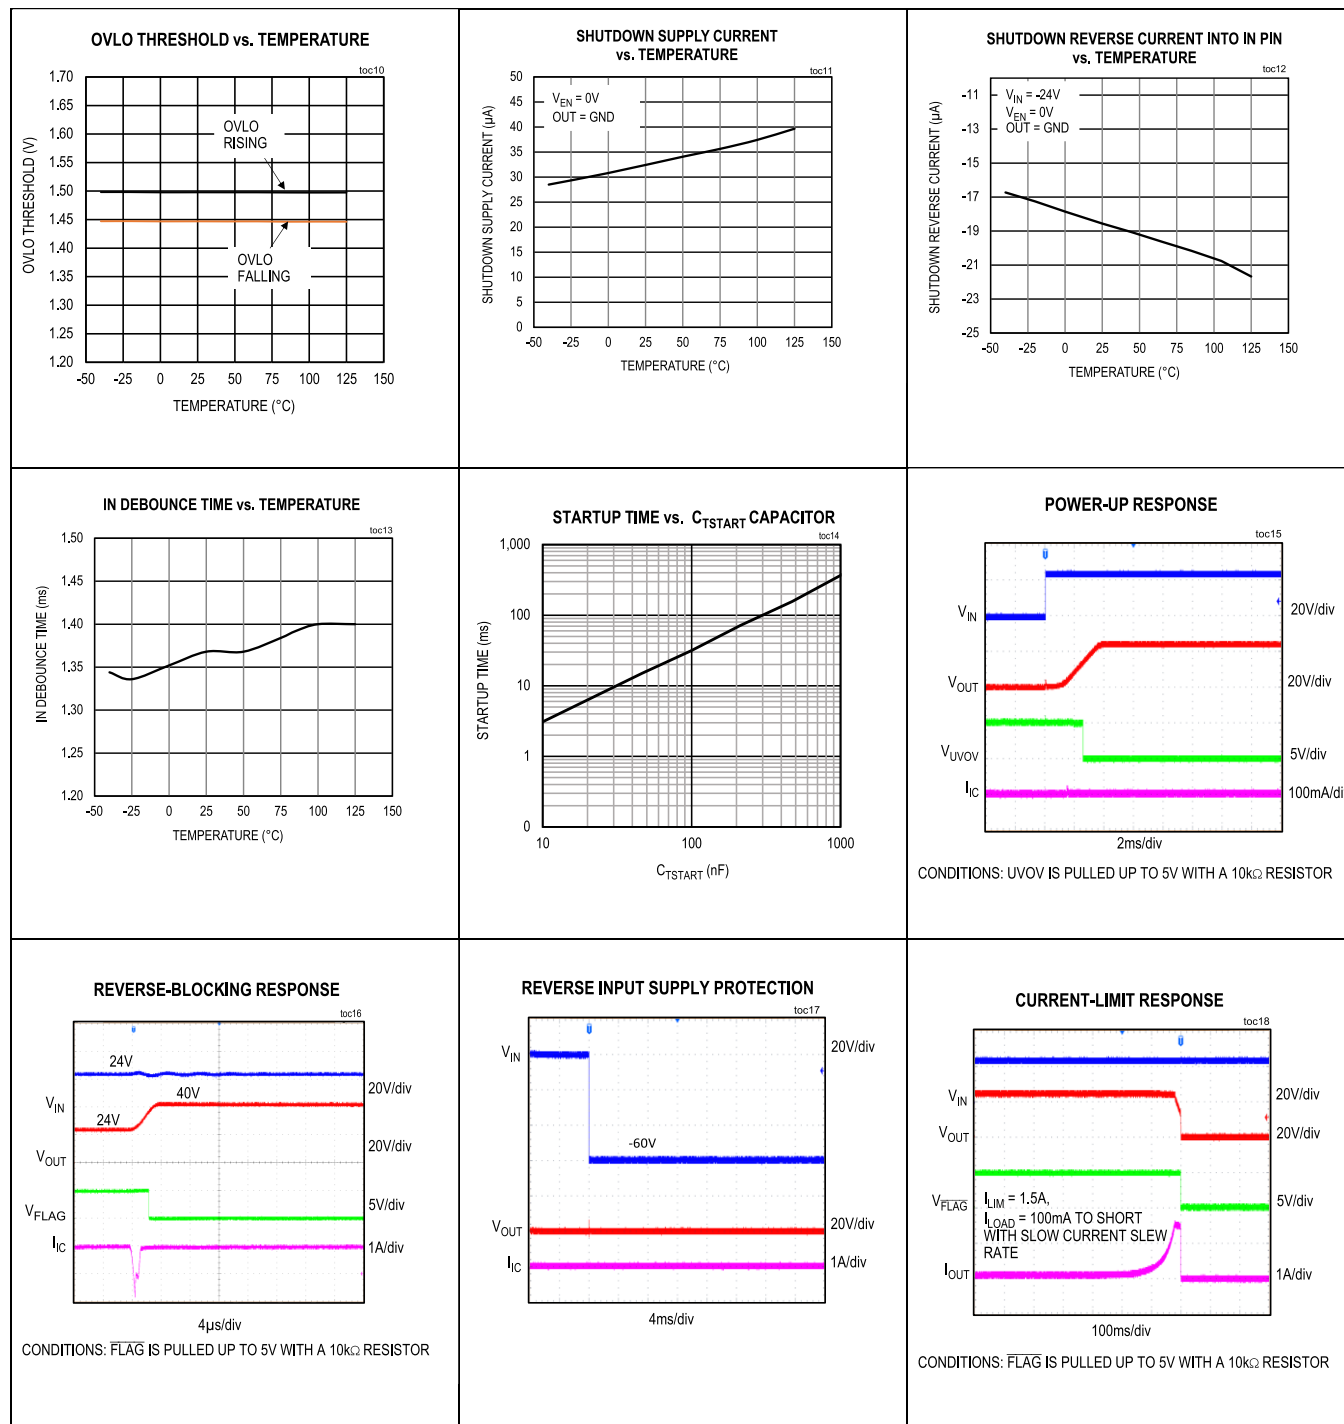 OVLO THRESHOLD vs. TEMPERATURE
toc10
1.70
1.65
1.60
1.55
1.50
1.45
1.40
1.35
1.30
1.25
1.20
OVLO THRESHOLD (V)
OVLO
RISING
OVLO
FALLING
-50 -25 0 25 50 75 100 125 150
TEMPERATURE (°C)
SHUTDOWN SUPPLY CURRENT
vs. TEMPERATURE
toc11
50
45
40
35
30
25
20
15
10
5
0
SHUTDOWN SUPPLY CURRENT (µA)
VEN = 0V
OUT = GND
-50 -25 0 25 50 75 100 125 150
TEMPERATURE (°C)
SHUTDOWN REVERSE CURRENT INTO IN PIN
vs. TEMPERATURE
toc12
-11
-13
-15
-17
-19
-21
-23
-25
SHUTDOWN REVERSE CURRENT (µA)
VIN = -24V
VEN = 0V
OUT = GND
-50 -25 0 25 50 75 100 125 150
TEMPERATURE (°C)
IN DEBOUNCE TIME vs. TEMPERATURE
toc13
1.50
1.45
1.40
1.35
1.30
1.25
1.20
IN DEBOUNCE TIME (ms)
-50 -25 0 25 50 75 100 125 150
TEMPERATURE (°C)
STARTUP TIME vs. CTSTART CAPACITOR
toc14
1,000
100
10
1
0
STARTUP TIME (ms)
10 100 1000
CTSTART (nF)
POWER-UP RESPONSE
toc15
VIN 20V/div
VOUT 20V/div
VUVOV 5V/div
IIC 100mA/di
2ms/div
CONDITIONS: UVOV IS PULLED UP TO 5V WITH A 10kΩ RESISTOR
REVERSE-BLOCKING RESPONSE
toc16
24V
20V/div
VIN
40V
24V
20V/div
VOUT
5V/div
VFLAG
IIC 1A/div
4µs/div
CONDITIONS: FLAG IS PULLED UP TO 5V WITH A 10kΩ RESISTOR
REVERSE INPUT SUPPLY PROTECTION
toc17
VIN 20V/div
-60V
VOUT 20V/div
IIC 1A/div
4ms/div
CURRENT-LIMIT RESPONSE
toc18
VIN 20V/div
VOUT 20V/div
VFLAG 5V/div
ILIM = 1.5A,
ILOAD = 100mA TO SHORT
WITH SLOW CURRENT SLEW
RATE
IOUT 1A/div
100ms/div
CONDITIONS: FLAG IS PULLED UP TO 5V WITH A 10kΩ RESISTOR